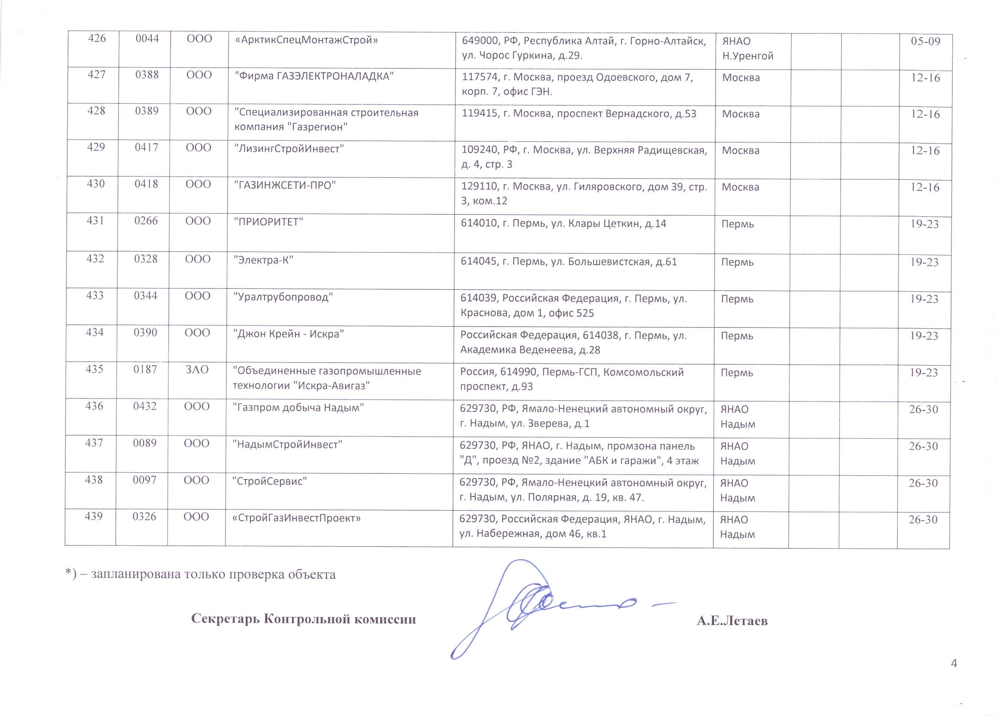 426 0044 ООО «АрктикСпецМонтажСтрой» 649000, РФ, Республика Алтай, г. Горно-Алтайск, ЯНАО 05-09
ул. Чорос Гуркина, д.29. Н.Уренгой
427 0388 ООО "Фирма ГАЗЭЛЕКТРОНАЛАДКА" 117574, г. Москва, проезд Одоевского, дом 7, Москва 12-16
корп. 7, офис ГЭН.
428 0389 ООО "Специализированная строительная 119415, г. Москва, проспект Вернадского, д.53 Москва 12-16
компания "Газрегион"
429 0417 ООО "ЛизингСтройИнвест" 109240, РФ, г. Москва, ул. Верхняя Радищевская, Москва 12-16
д. 4, стр. 3
430 0418 ООО "ГАЗИНЖСЕТИ-ПРО" 129110, г. Москва, ул. Гиляровского, дом 39, стр. Москва 12-16
3, ком.12
431 0266 ООО "ПРИОРИТЕТ" 614010, г. Пермь, ул. Клары Цеткин, д.14 Пермь 19-23
432 0328 ООО "Электра-К" 614045, г. Пермь, ул. Большевистская, д.61 Пермь 19-23
433 0344 ООО "Уралтрубопровод" 614039, Российская Федерация, г. Пермь, ул. Пермь 19-23
Краснова, дом 1, офис 525
434 0390 ООО "Джон Крейн - Искра" Российская Федерация, 614038, г. Пермь, ул. Пермь 19-23
Академика Веденеева, д.28
435 0187 ЗАО "Объединенные газопромышленные Россия, 614990, Пермь-ГСП, Комсомольский Пермь 19-23
технологии "Искра-Авигаз" проспект, д.93
436 0432 ООО "Газпром добыча Надым" 629730, РФ, Ямало-Ненецкий автономный округ, ЯНАО 26-30
г. Надым, ул. Зверева, д.1 Надым
437 0089 ООО "НадымСтройИнвест" 629730, РФ, ЯНАО, г. Надым, промзона панель ЯНАО 26-30
"Д", проезд №2, здание "АБК и гаражи", 4 этаж Надым
438 0097 ООО "СтройСервис" 629730, РФ, Ямало-Ненецкий автономный округ, ЯНАО 26-30
г. Надым, ул. Полярная, д. 19, кв. 47. Надым
439 0326 ООО «СтройГазИнвестПроект» 629730, Российская Федерация, ЯНАО, г. Надым, ЯНАО 26-30
ул. Набережная, дом 46, кв.1 Надым
*) – запланирована только проверка объекта
Секретарь Контрольной комиссии А.Е.Летаев
4